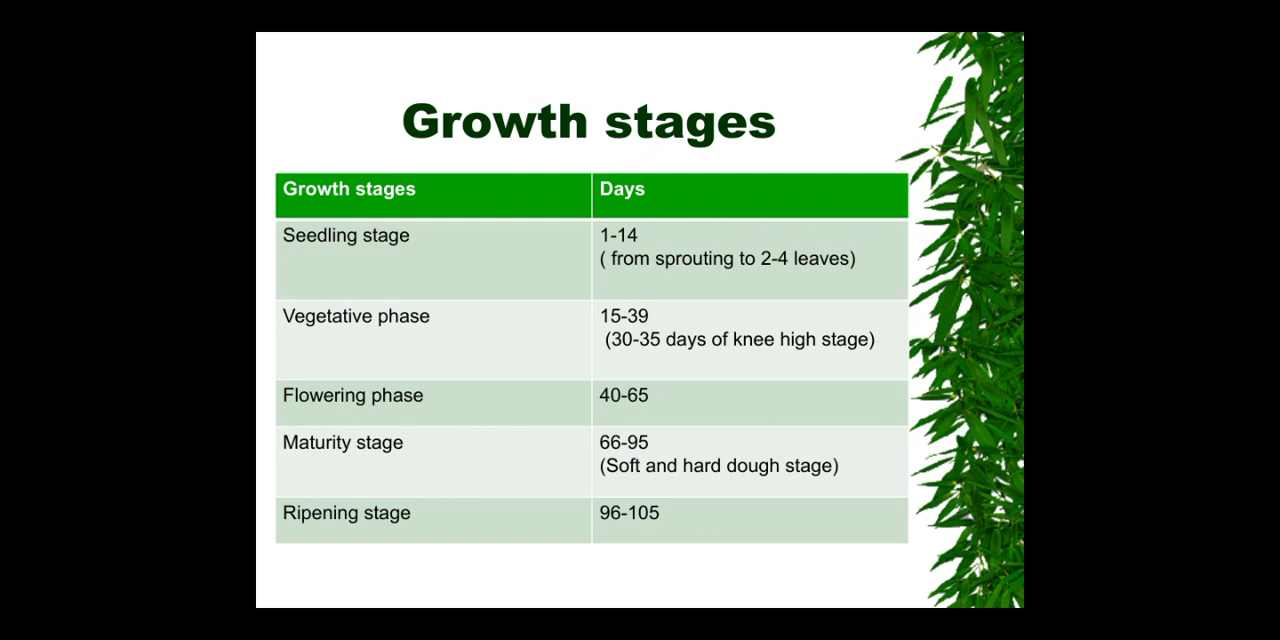 Growth stages
Growth stages
Days
Seedling stage
1-14
( from sprouting to 2-4 leaves)
Vegetative phase
15-39
(30-35 days of knee high stage)
Flowering phase
40-65
Maturity stage
66-95
(Soft and hard dough stage)
Ripening stage
96-105